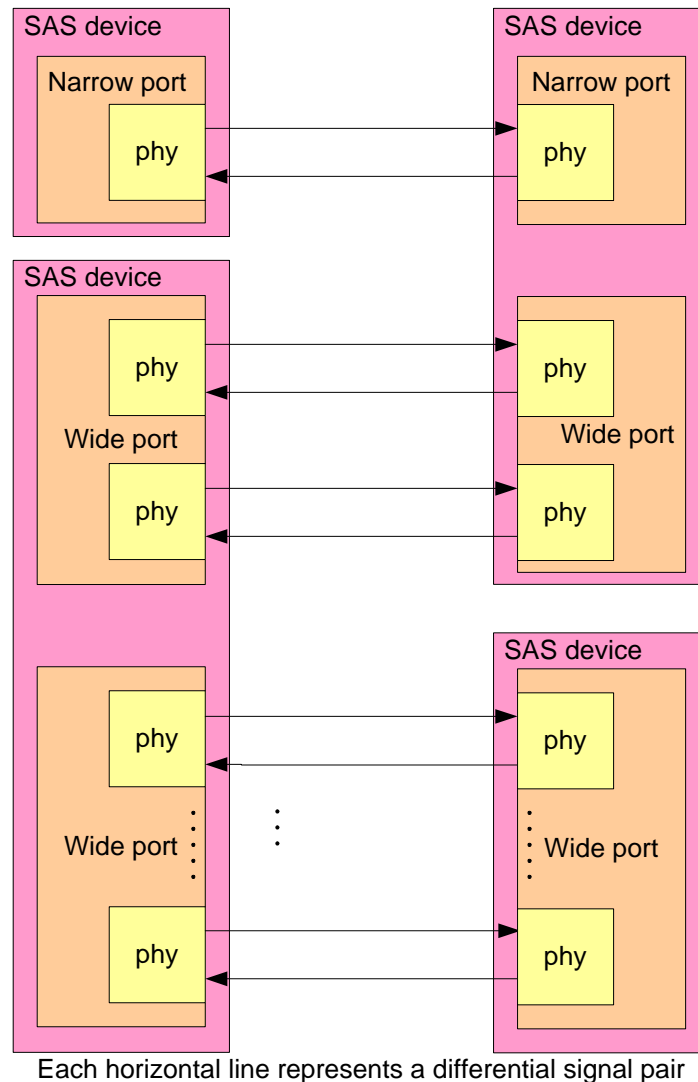 SAS device
SAS device
Narrow port
Narrow port
phy
phy
SAS device
phy
phy
Wide port
Wide port
phy
phy
SAS device
phy
phy
Wide port
Wide port
phy
phy
Each horizontal line represents a differential signal pair